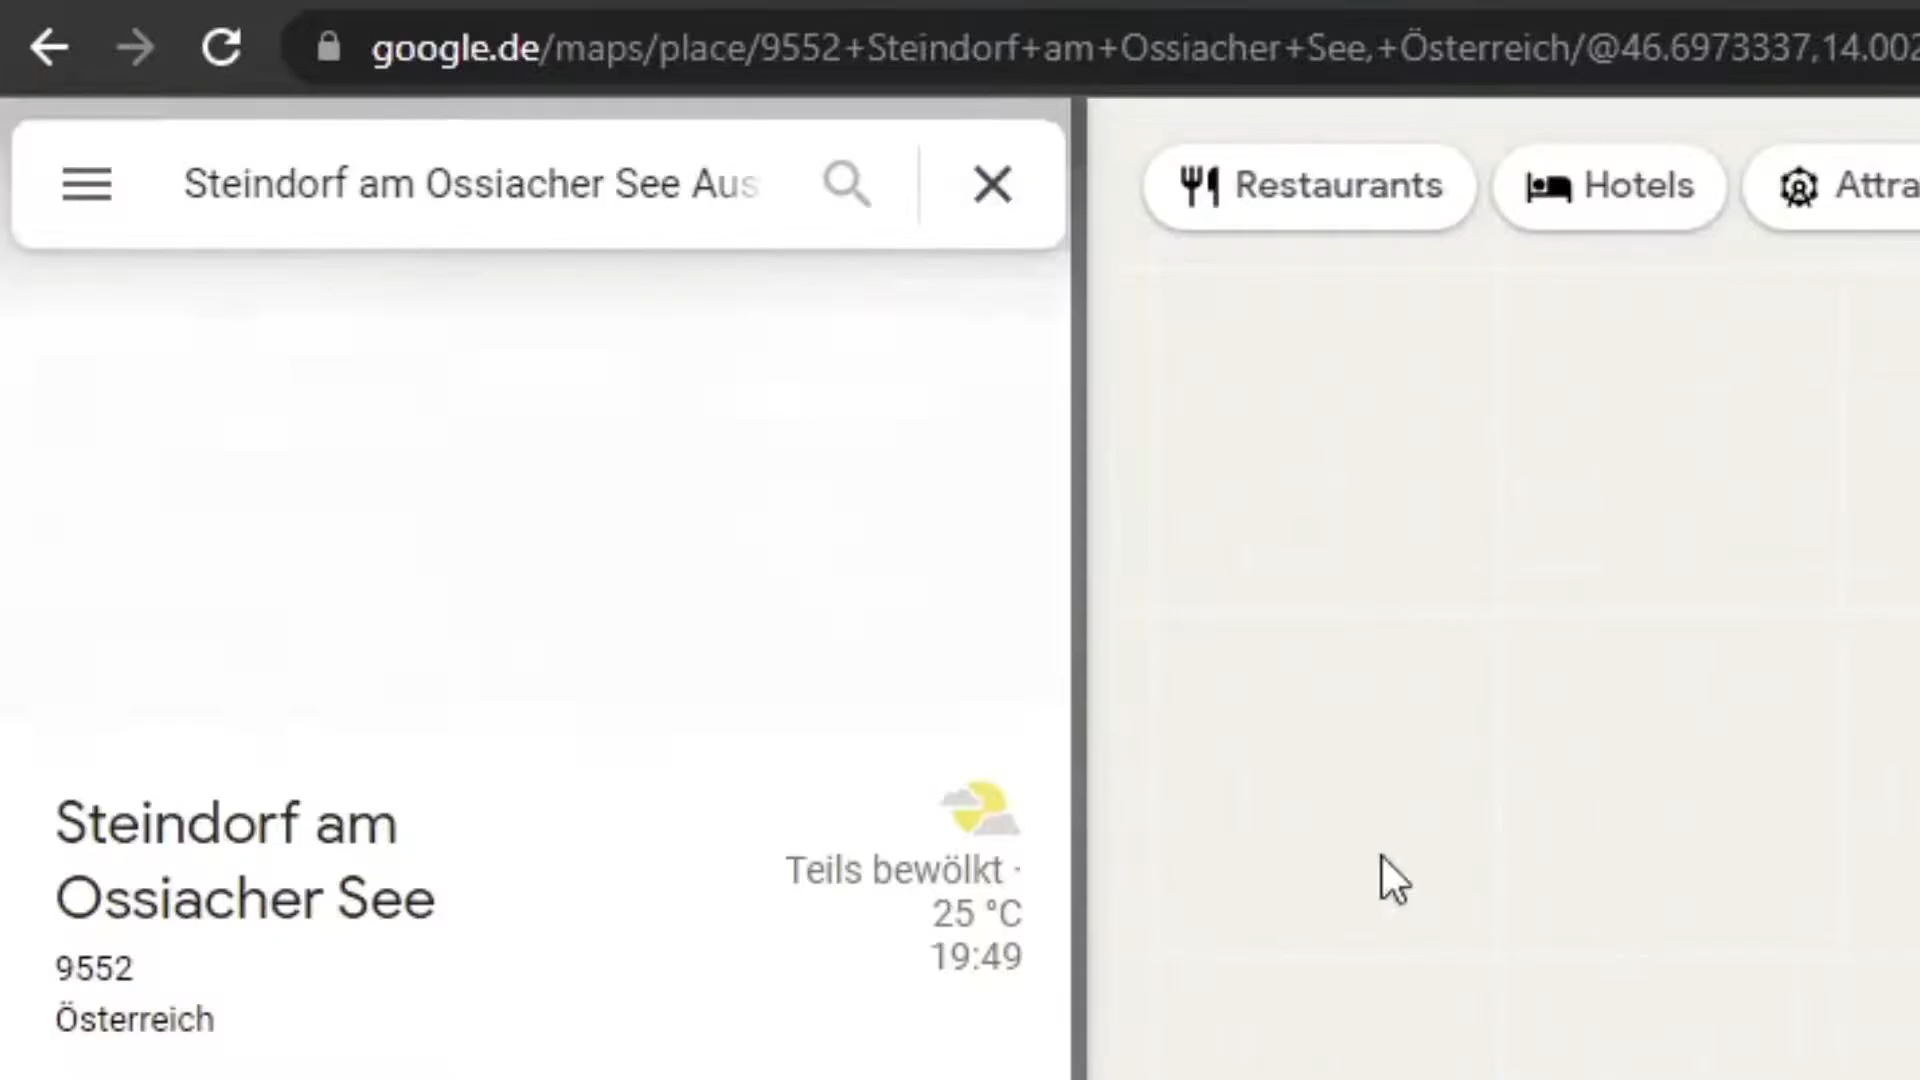 google.de/maps/place/9552+Steindorf+am+Ossiacher+See,+Österreich/@46.6973337,14.002
Steindorf am Ossiacher See Aus
Restaurants
Hotels
Attra
Steindorf am
Ossiacher See
Teils bewölkt ·
25 °C
19:49
9552
Österreich